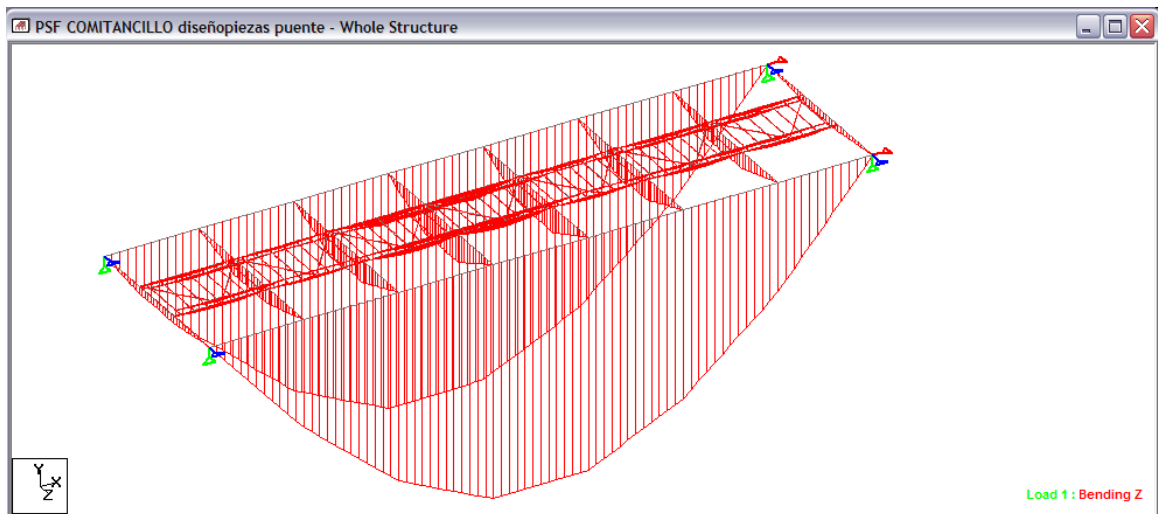 PSF COMITANCILLO diseñopiezas puente - Whole Structure
Y
X
Z
Load 1 : Bending Z